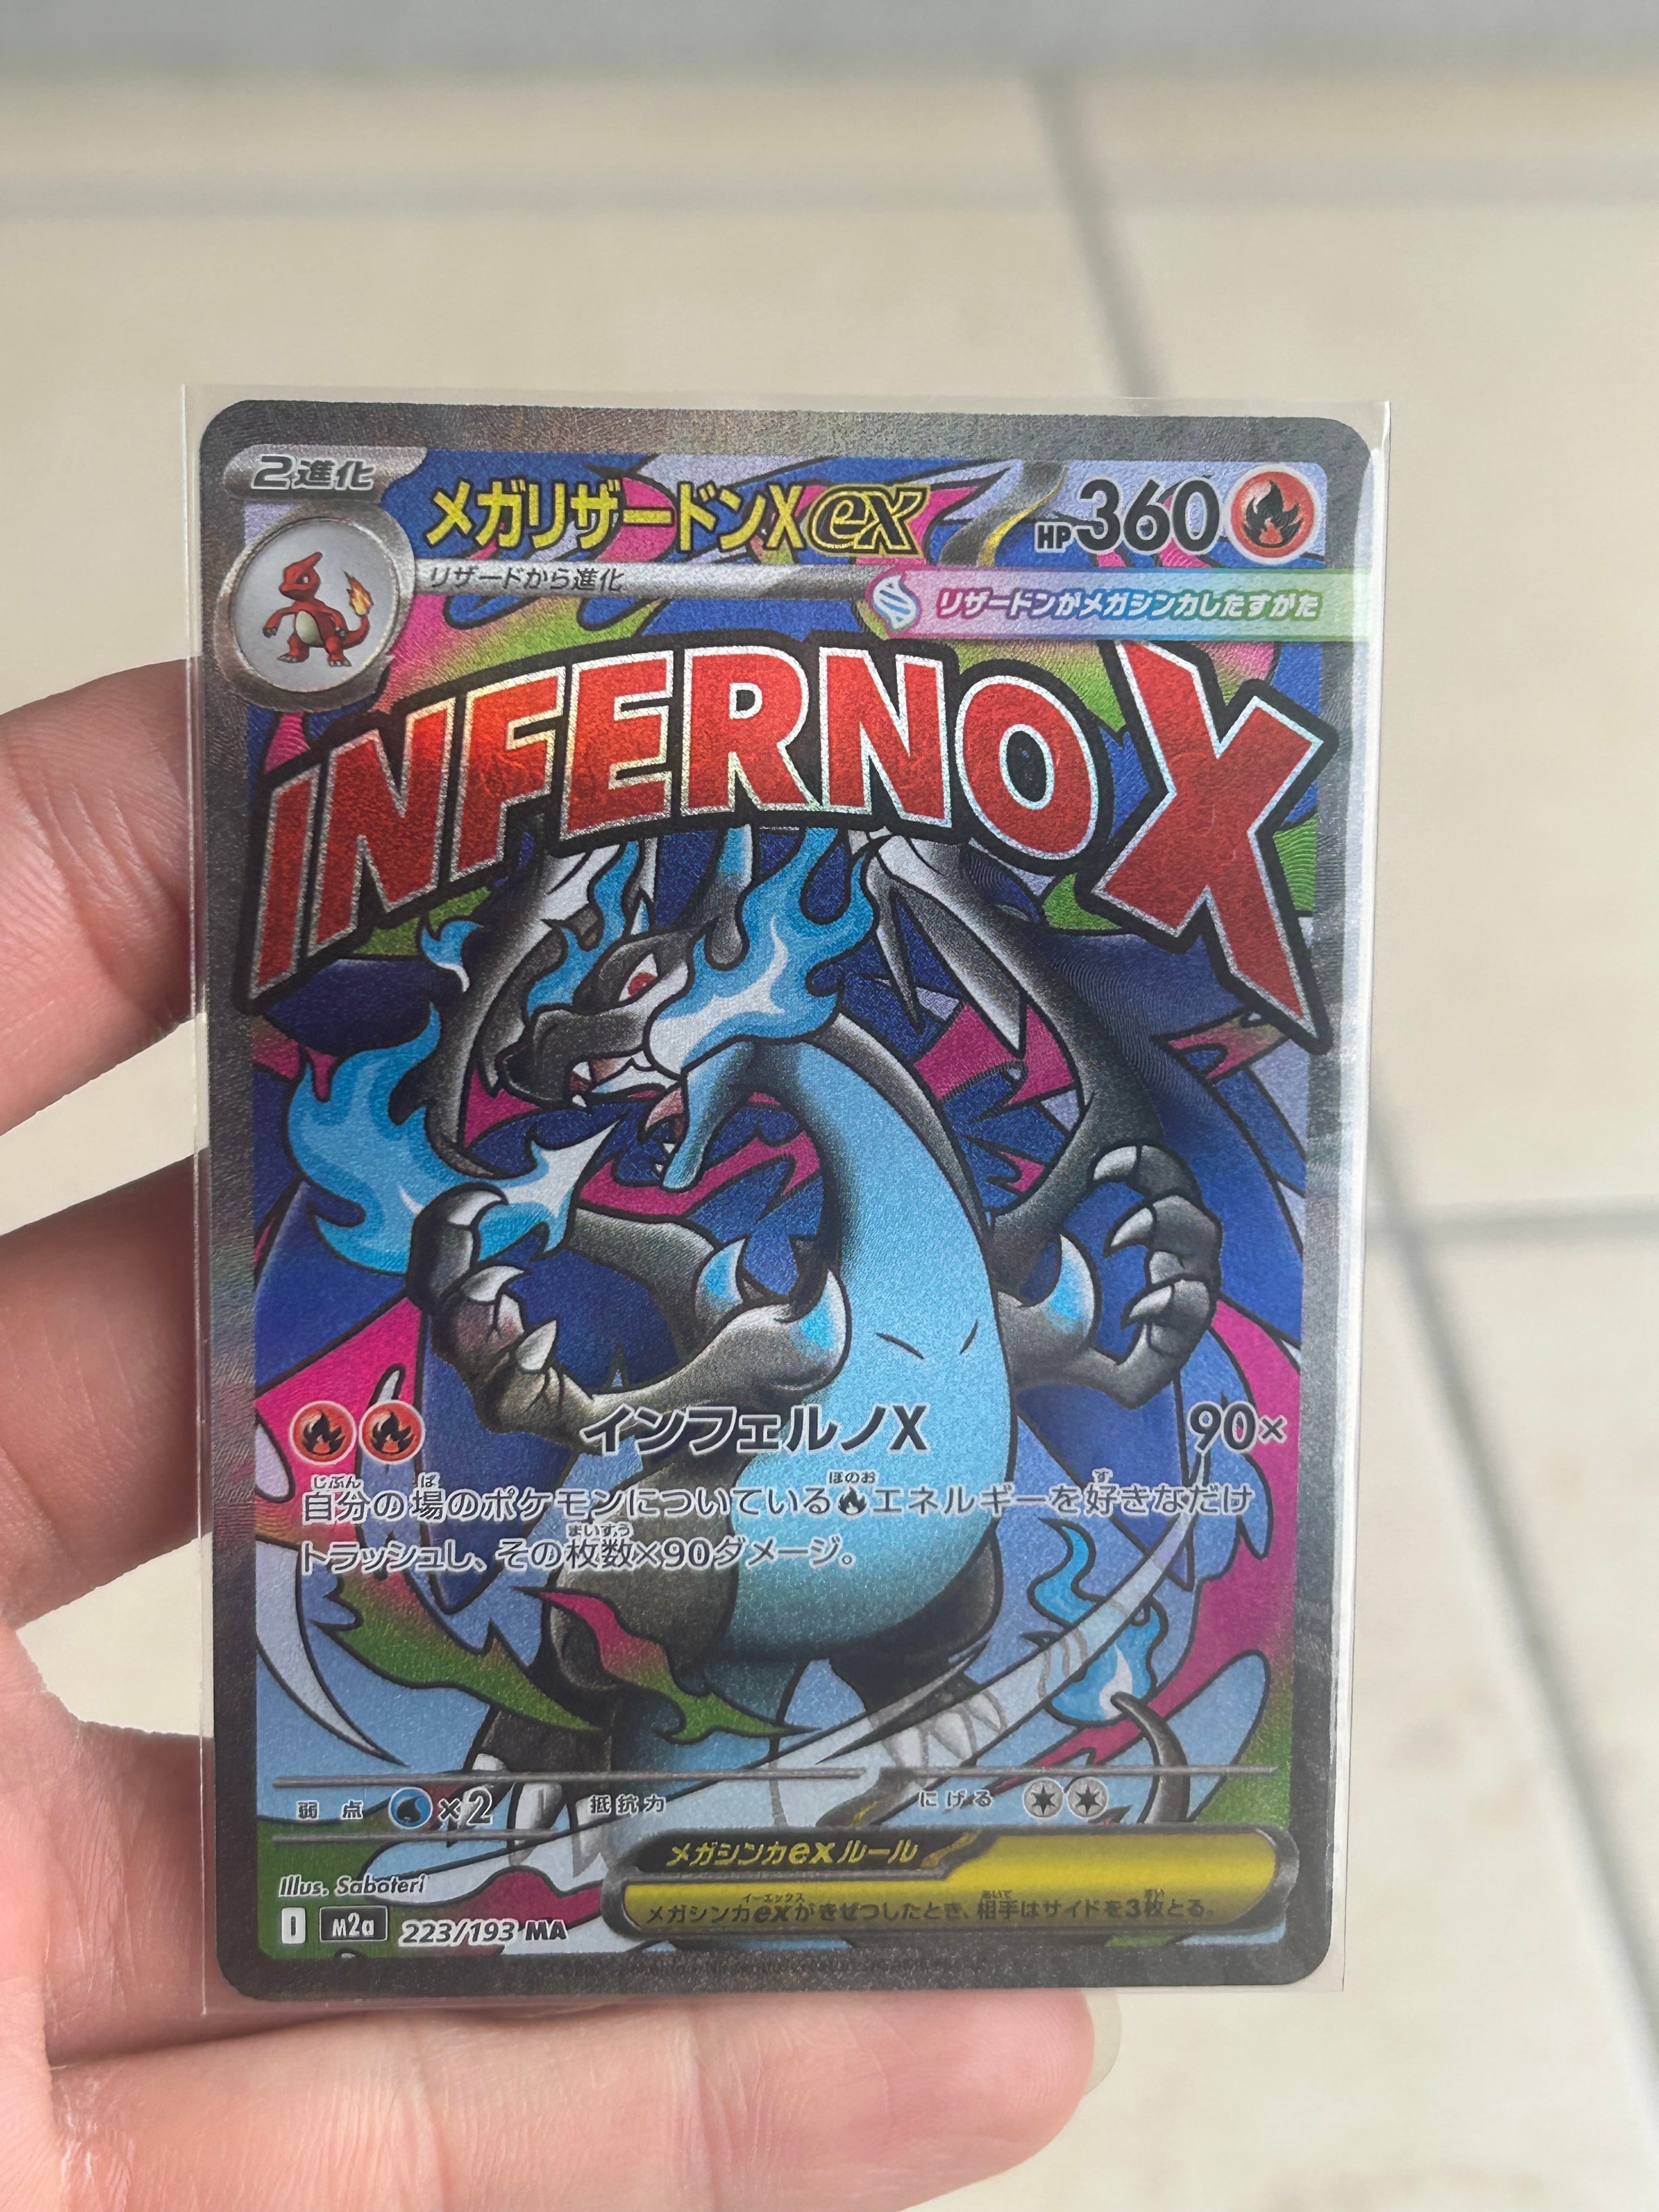 2進化
メガリザードンXex
HP360
リザードから進化
リザードンがメガシンカしたすがた
INFERNO X
インフェルノX 90×
自分の場のポケモンについているエネルギーを好きなだけ
トラッシュし、その枚数×90ダメージ。
弱点 ×2 抵抗力 にげる
メガシンカexルール
メガシンカexがきぜつしたとき、相手はサイドを3枚とる。
Illus. Saboteri
I M2a 223/193 MA